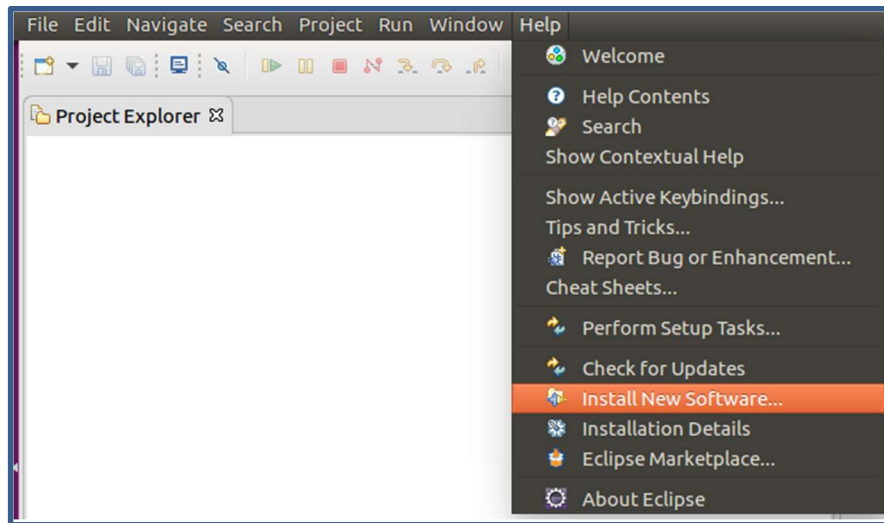 File Edit Navigate Search Project Run Window Help
Project Explorer
Welcome
Help Contents
Search
Show Contextual Help
Show Active Keybindings...
Tips and Tricks...
Report Bug or Enhancement...
Cheat Sheets...
Perform Setup Tasks...
Check for Updates
Install New Software...
Installation Details
Eclipse Marketplace...
About Eclipse